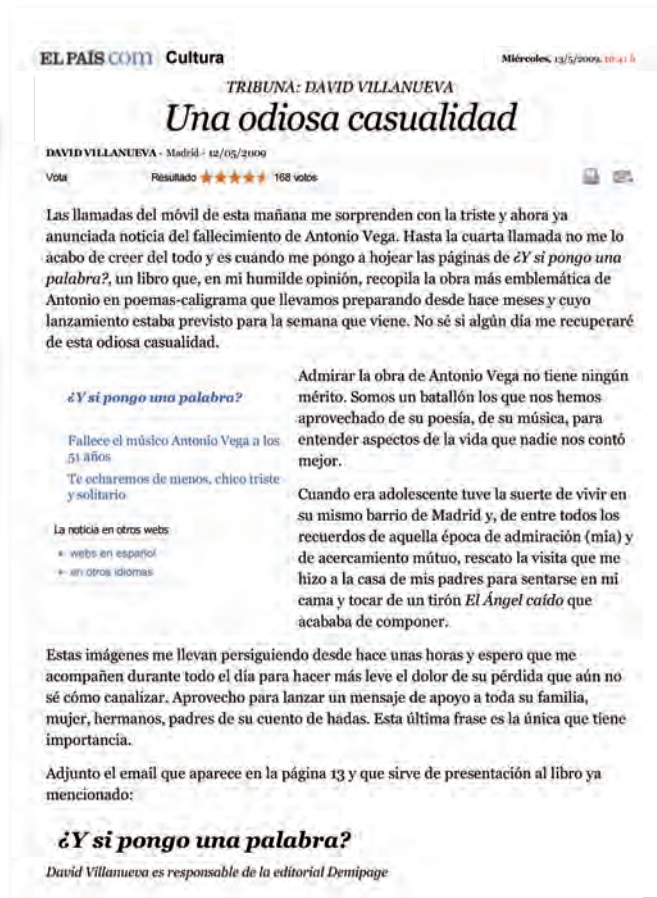 EL PAÍS com Cultura
Miércoles, 13/5/2009, 10:41 h
TRIBUNA: DAVID VILLANUEVA
Una odiosa casualidad
DAVID VILLANUEVA - Madrid - 12/05/2009
Vota Resultado 168 votos
Las llamadas del móvil de esta mañana me sorprenden con la triste y ahora ya
anunciada noticia del fallecimiento de Antonio Vega. Hasta la cuarta llamada no me lo
acabo de creer del todo y es cuando me pongo a hojear las páginas de ¿Y si pongo una
palabra?, un libro que, en mi humilde opinión, recopila la obra más emblemática de
Antonio en poemas-caligrama que llevamos preparando desde hace meses y cuyo
lanzamiento estaba previsto para la semana que viene. No sé si algún día me recuperaré
de esta odiosa casualidad.
¿Y si pongo una palabra?
Fallece el músico Antonio Vega a los
51 años
Te echaremos de menos, chico triste
y solitario
La noticia en otros webs
webs en español
en otros idiomas
Admirar la obra de Antonio Vega no tiene ningún
mérito. Somos un batallón los que nos hemos
aprovechado de su poesía, de su música, para
entender aspectos de la vida que nadie nos contó
mejor.
Cuando era adolescente tuve la suerte de vivir en
su mismo barrio de Madrid y, de entre todos los
recuerdos de aquella época de admiración (mía) y
de acercamiento mútuo, rescato la visita que me
hizo a la casa de mis padres para sentarse en mi
cama y tocar de un tirón El Ángel caído que
acababa de componer.
Estas imágenes me llevan persiguiendo desde hace unas horas y espero que me
acompañen durante todo el día para hacer más leve el dolor de su pérdida que aún no
sé cómo canalizar. Aprovecho para lanzar un mensaje de apoyo a toda su familia,
mujer, hermanos, padres de su cuento de hadas. Esta última frase es la única que tiene
importancia.
Adjunto el email que aparece en la página 13 y que sirve de presentación al libro ya
mencionado:
¿Y si pongo una palabra?
David Villanueva es responsable de la editorial Demipage